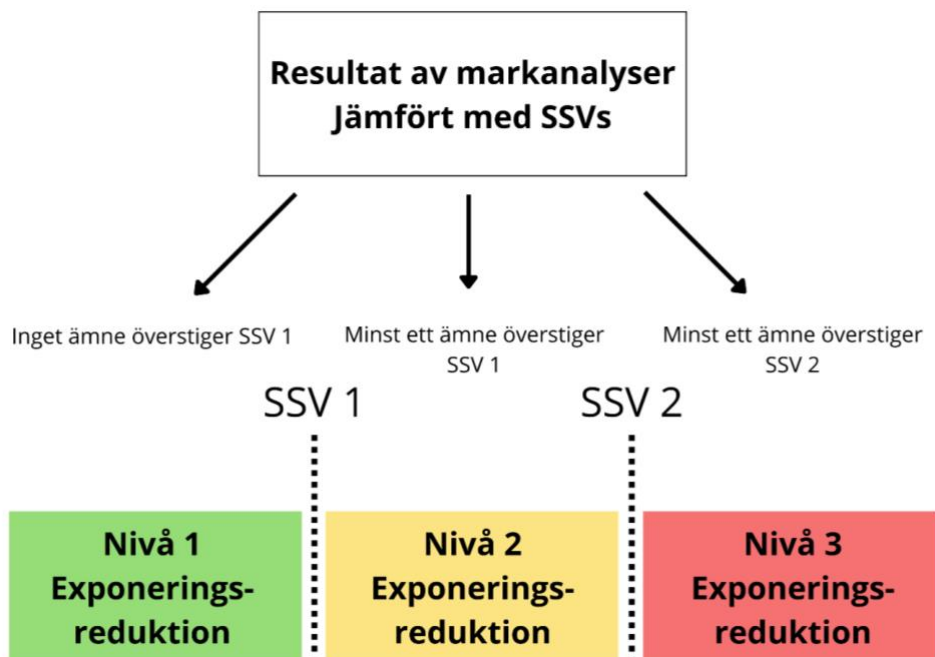 Resultat av markanalyser
Jämfört med SSVs
Inget ämne överstiger SSV 1
Minst ett ämne överstiger
SSV 1
Minst ett ämne överstiger
SSV 2
SSV 1
SSV 2
Nivå 1
Exponerings-
reduktion
Nivå 2
Exponerings-
reduktion
Nivå 3
Exponerings-
reduktion